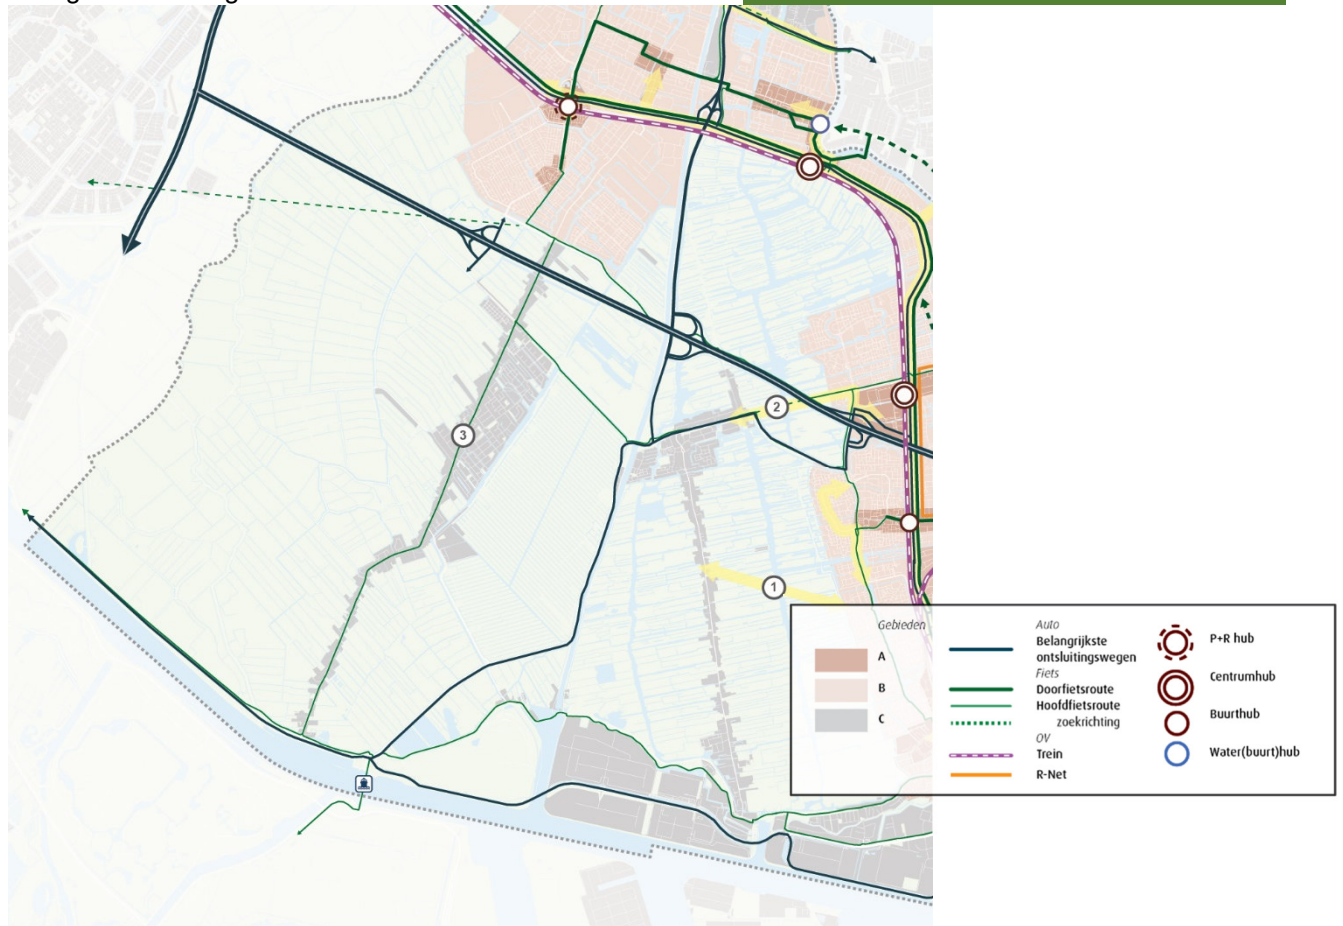 2
3
1
Gebieden
A
B
C
Auto
Belangrijkste
ontsluitingswegen
Fiets
Doorfietsroute
Hoofdfietsroute
zoekrichting
OV
Trein
R-Net
P+R hub
Centrumhub
Buurthub
Water(buurt)hub